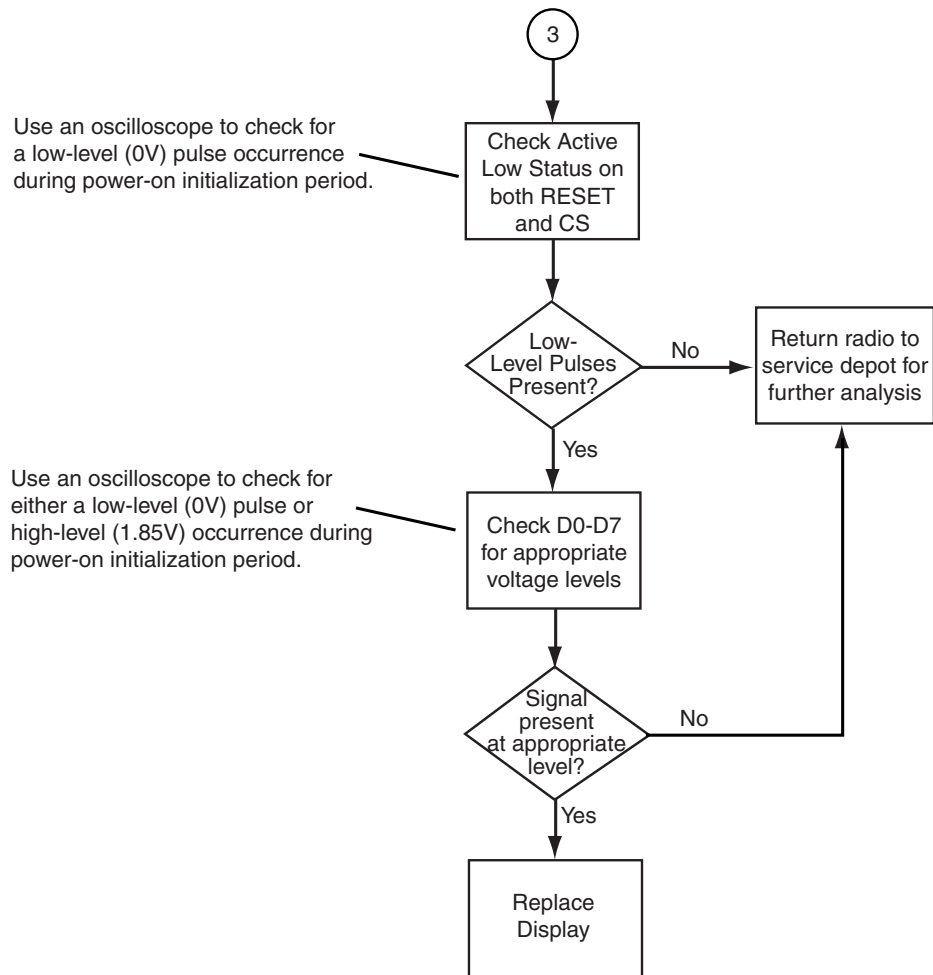 3
Use an oscilloscope to check for
a low-level (0V) pulse occurrence
during power-on initialization period.
Check Active
Low Status on
both RESET
and CS
Low-
Level Pulses
Present?
No
Return radio to
service depot for
further analysis
Yes
Use an oscilloscope to check for
either a low-level (0V) pulse or
high-level (1.85V) occurrence during
power-on initialization period.
Check D0-D7
for appropriate
voltage levels
Signal
present
at appropriate
level?
No
Yes
Replace
Display